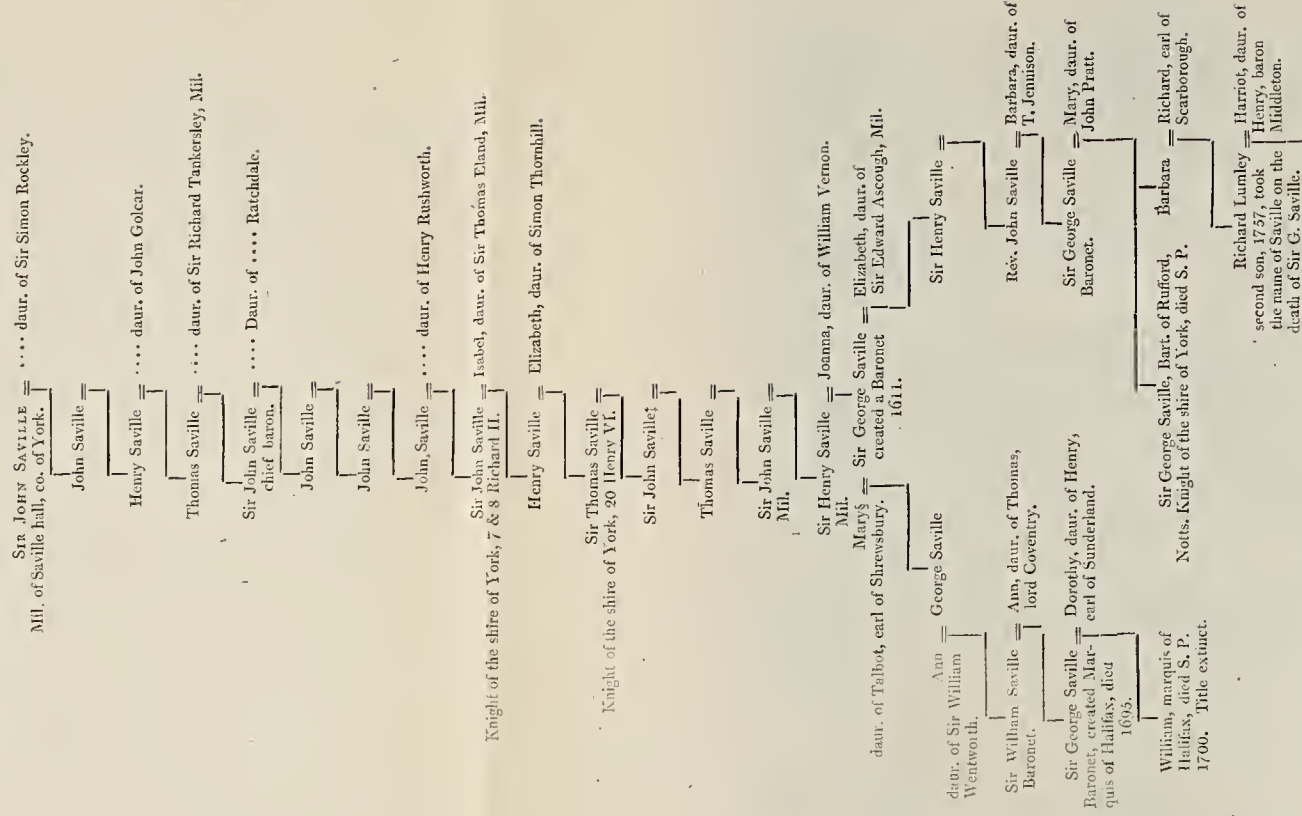 SIR JOHN SAVILLE = .... daur. of Sir Simon Rockley.
Mil. of Saville hall, co. of York.
John Saville =
Henry Saville = .... daur. of John Golcar.
Thomas Saville = .... daur. of Sir Richard Tankersley, Mil.
Sir John Saville = .... Daur. of .... Ratchdale.
chief baron.
John Saville =
John Saville =
John Saville = ... daur. of Henry Rushworth.
Sir John Saville = Isabel, daur. of Sir Thomas Eland, Mil.
Knight of the shire of York, 7 & 8 Richard II.
Henry Saville = Elizabeth, daur. of Simon Thornhill.
Sir Thomas Saville =
Knight of the shire of York, 20 Henry VI.
Sir John Saville‡ =
Thomas Saville =
Sir John Saville =
Mil.
Sir Henry Saville = Joanna, daur. of William Vernon.
Mil.
Mary§ = Sir George Saville = Elizabeth, daur. of
daur. of Talbot, earl of Shrewsbury. created a Baronet Sir Edward Ascough, Mil.
1611.
Ann = George Saville
daur. of Sir William
Wentworth.
Sir Henry Saville =
Sir William Saville = Ann, daur. of Thomas,
Baronet. lord Coventry.
Rev. John Saville = Barbara, daur. of
T. Jennison.
Sir George Saville = Dorothy, daur. of Henry,
Baronet, created Mar- earl of Sunderland.
quis of Halifax, died
1695.
Sir George Saville = Mary, daur. of
Baronet. John Pratt.
William, marquis of
Halifax, died S. P.
1700. Title extinct.
Sir George Saville, Bart. of Rufford,
Notts. Knight of the shire of York, died S. P.
Barbara = Richard, earl of
Scarborough.
Richard Lumley = Harriot, daur. of
second son, 1757, took Henry, baron
the name of Saville on the Middleton.
death of Sir G. Saville.